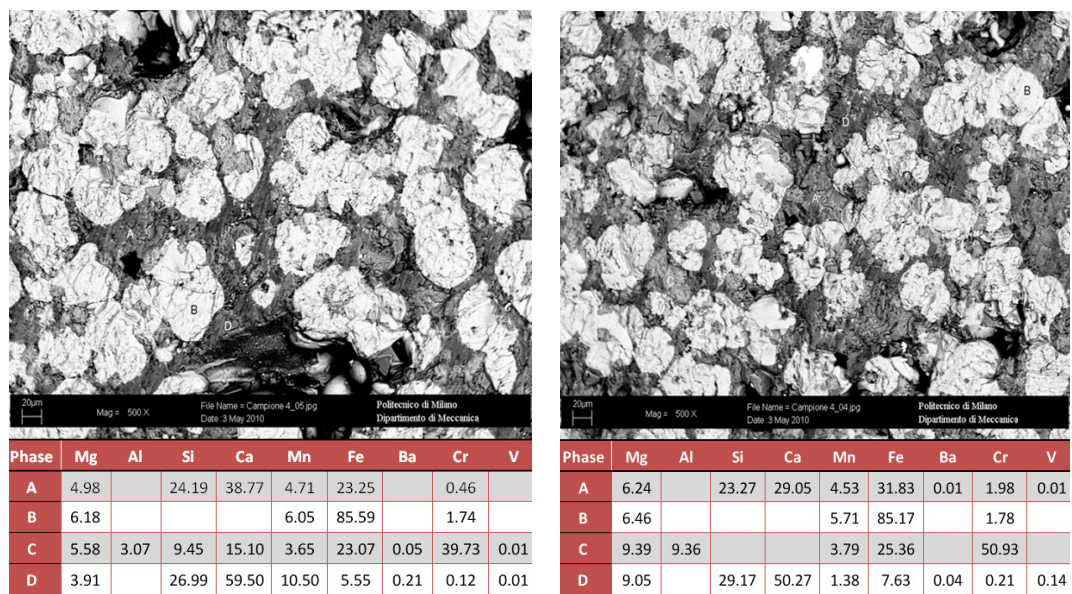 A
B
D
20µm
Mag = 500 X
File Name = Campione 4_05.jpg
Date :3 May 2010
Politecnico di Milano
Dipartimento di Meccanica
Phase Mg Al Si Ca Mn Fe Ba Cr V
A 4.98 24.19 38.77 4.71 23.25 0.46
B 6.18 6.05 85.59 1.74
C 5.58 3.07 9.45 15.10 3.65 23.07 0.05 39.73 0.01
D 3.91 26.99 59.50 10.50 5.55 0.21 0.12 0.01
B
D
A
C
20µm
Mag = 500 X
File Name = Campione 4_04.jpg
Date :3 May 2010
Politecnico di Milano
Dipartimento di Meccanica
Phase Mg Al Si Ca Mn Fe Ba Cr V
A 6.24 23.27 29.05 4.53 31.83 0.01 1.98 0.01
B 6.46 5.71 85.17 1.78
C 9.39 9.36 3.79 25.36 50.93
D 9.05 29.17 50.27 1.38 7.63 0.04 0.21 0.14